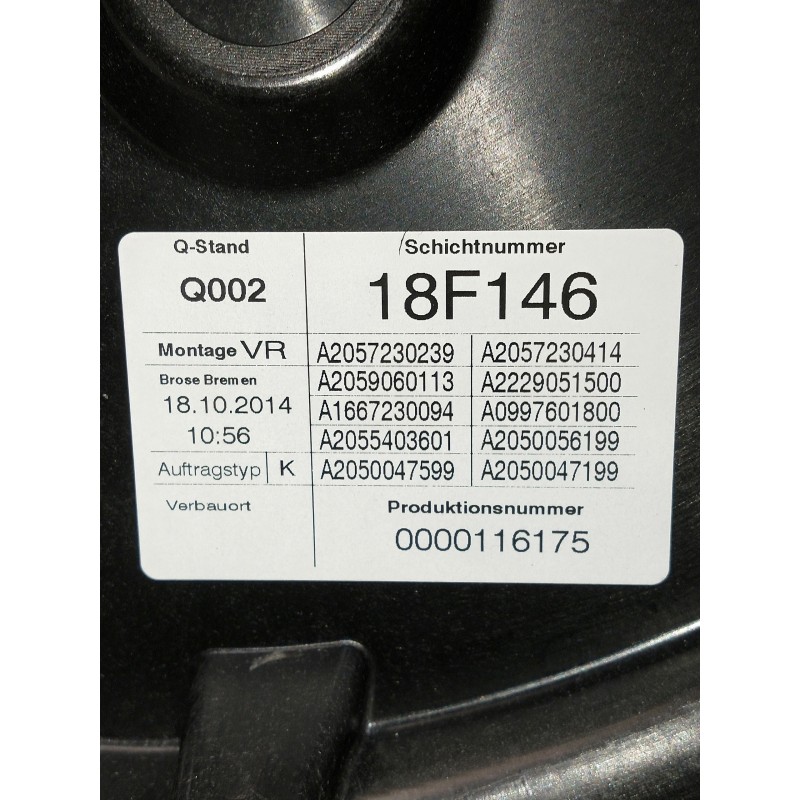 Q-Stand Schichtnummer
Q002 18F146
Montage VR A2057230239 A2057230414
Brose Bremen A2059060113 A2229051500
18.10.2014 A1667230094 A0997601800
10:56 A2055403601 A2050056199
Auftragstyp K A2050047599 A2050047199
Verbauort Produktionsnummer
0000116175